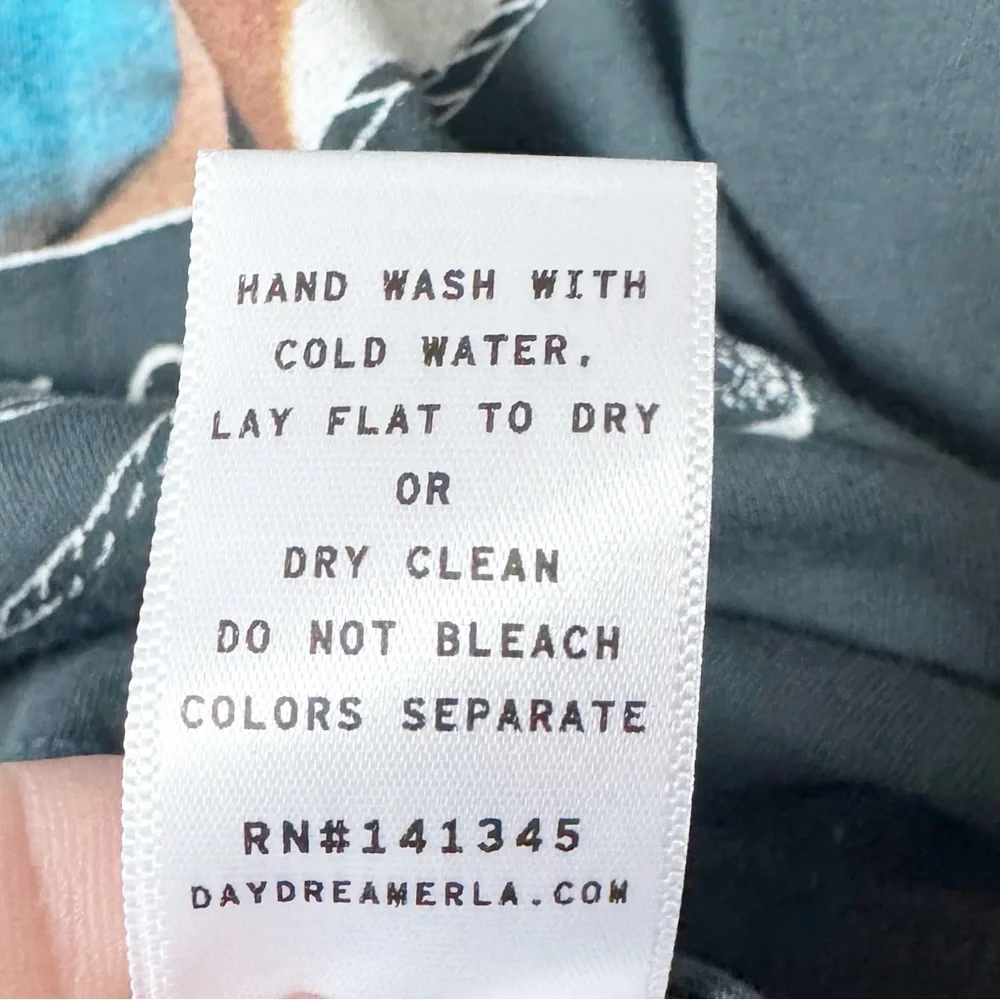 HAND WASH WITH
COLD WATER.
LAY FLAT TO DRY
OR
DRY CLEAN
DO NOT BLEACH
COLORS SEPARATE
RN#141345
DAYDREAMERLA.COM